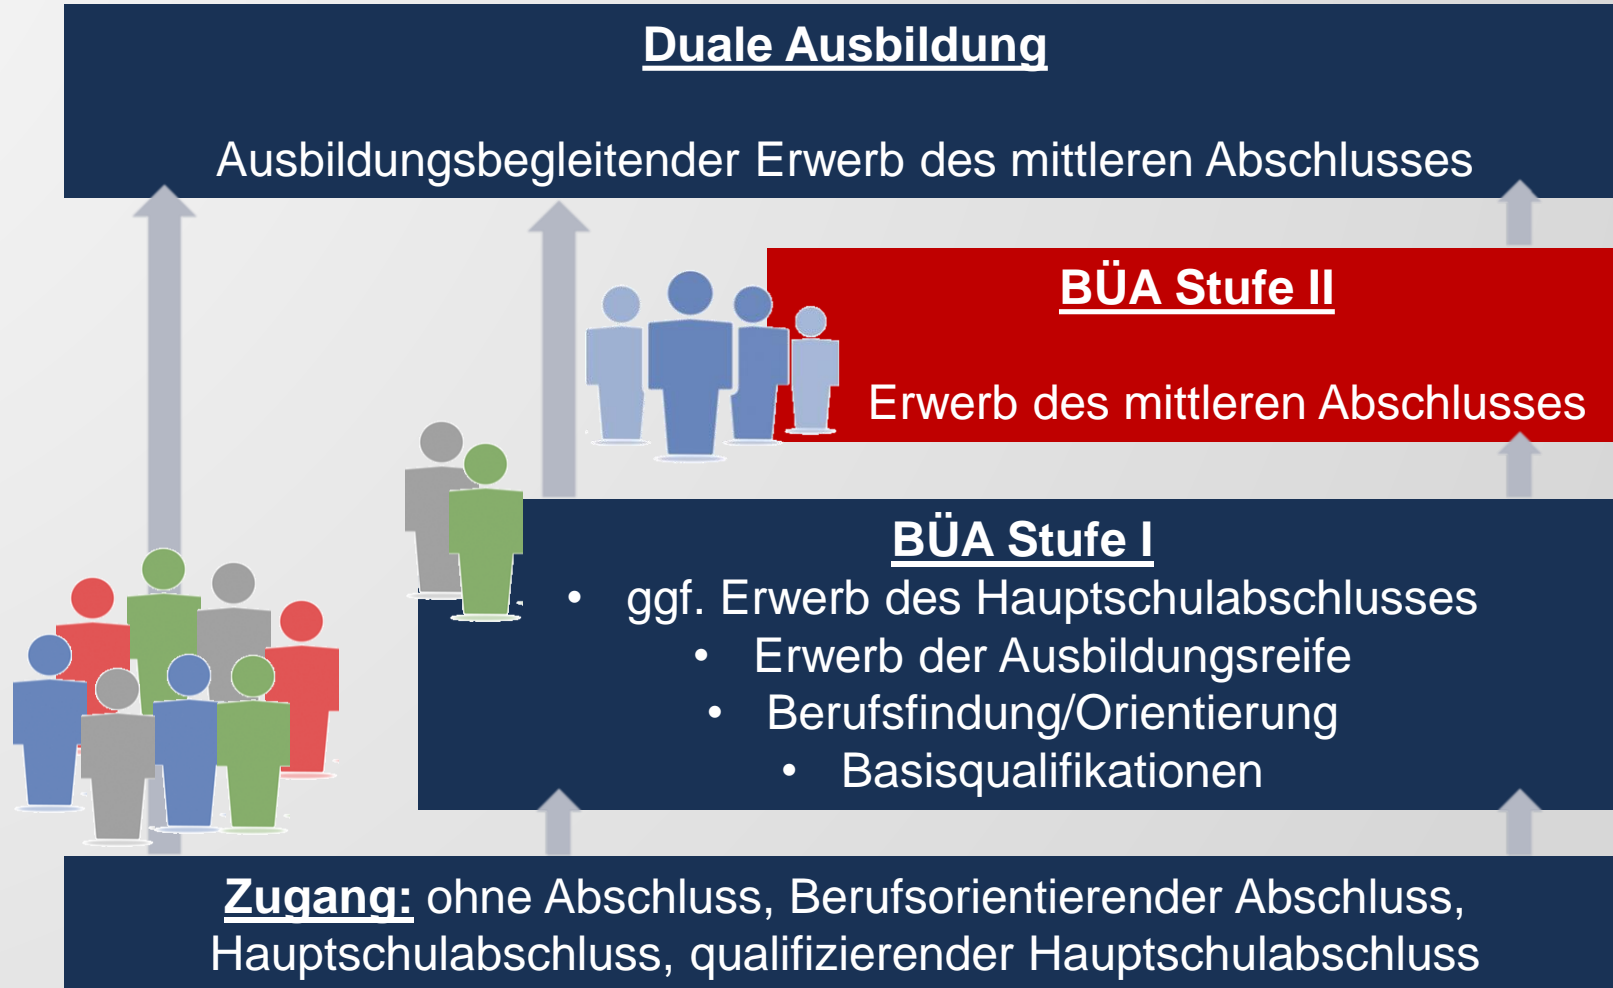 Duale Ausbildung
Ausbildungsbegleitender Erwerb des mittleren Abschlusses
BÜA Stufe II
Erwerb des mittleren Abschlusses
BÜA Stufe I
• ggf. Erwerb des Hauptschulabschlusses
• Erwerb der Ausbildungsreife
• Berufsfindung/Orientierung
• Basisqualifikationen
Zugang: ohne Abschluss, Berufsorientierender Abschluss,
Hauptschulabschluss, qualifizierender Hauptschulabschluss